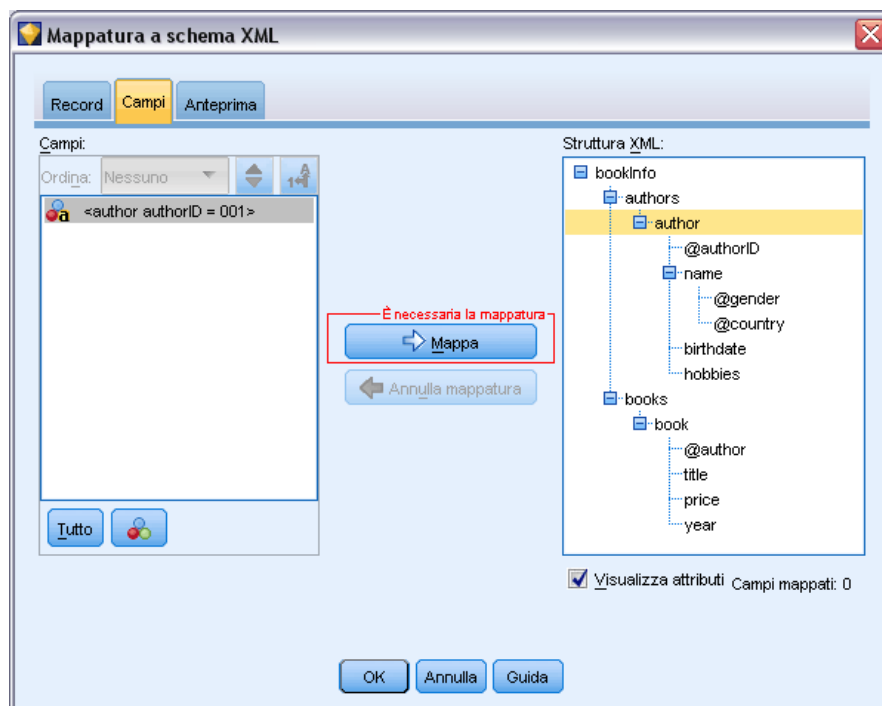 Mappatura a schema XML
Record Campi Anteprima
Campi:
Ordina: Nessuno
<author authorID = 001>
Tutto
È necessaria la mappatura
Mappa
Annulla mappatura
Struttura XML:
bookInfo
authors
author
@authorID
name
@gender
@country
birthdate
hobbies
books
book
@author
title
price
year
Visualizza attributi Campi mappati: 0
OK Annulla Guida